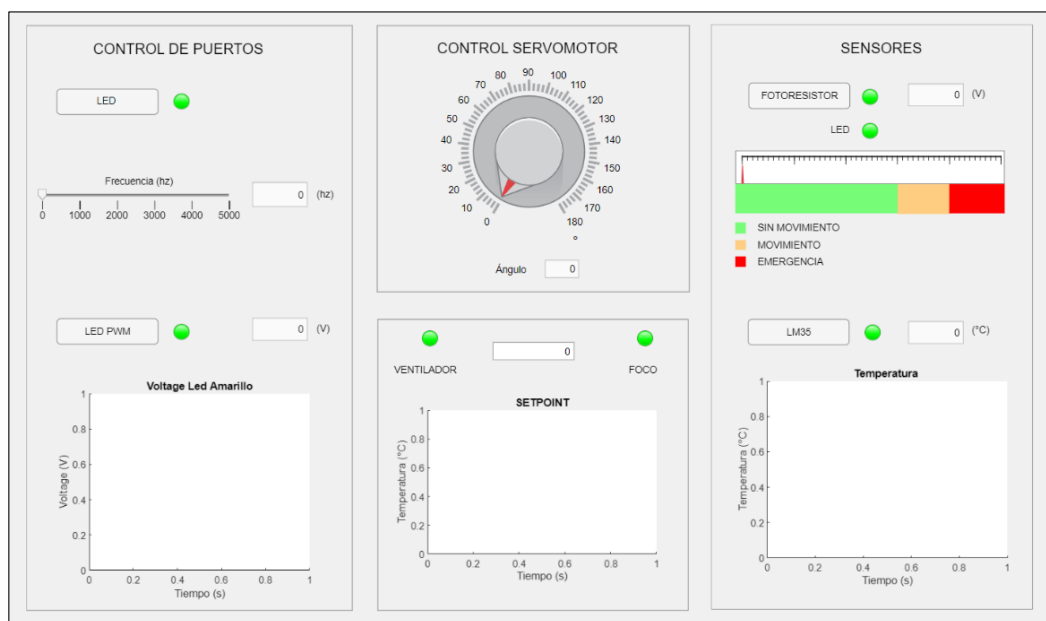 CONTROL DE PUERTOS
LED
Frecuencia (hz)
0 (hz)
0 1000 2000 3000 4000 5000
LED PWM
0 (V)
Voltage Led Amarillo
Voltage (V)
1
0.8
0.6
0.4
0.2
0
0 0.2 0.4 0.6 0.8 1
Tiempo (s)
CONTROL SERVOMOTOR
0 10 20 30 40 50 60 70 80 90 100 110 120 130 140 150 160 170 180
°
Ángulo 0
0
VENTILADOR FOCO
SETPOINT
Temperatura (°C)
1
0.8
0.6
0.4
0.2
0
0 0.2 0.4 0.6 0.8 1
Tiempo (s)
SENSORES
FOTORESISTOR 0 (V)
LED
SIN MOVIMIENTO
MOVIMIENTO
EMERGENCIA
LM35 0 (°C)
Temperatura
Temperatura (°C)
1
0.8
0.6
0.4
0.2
0
0 0.2 0.4 0.6 0.8 1
Tiempo (s)